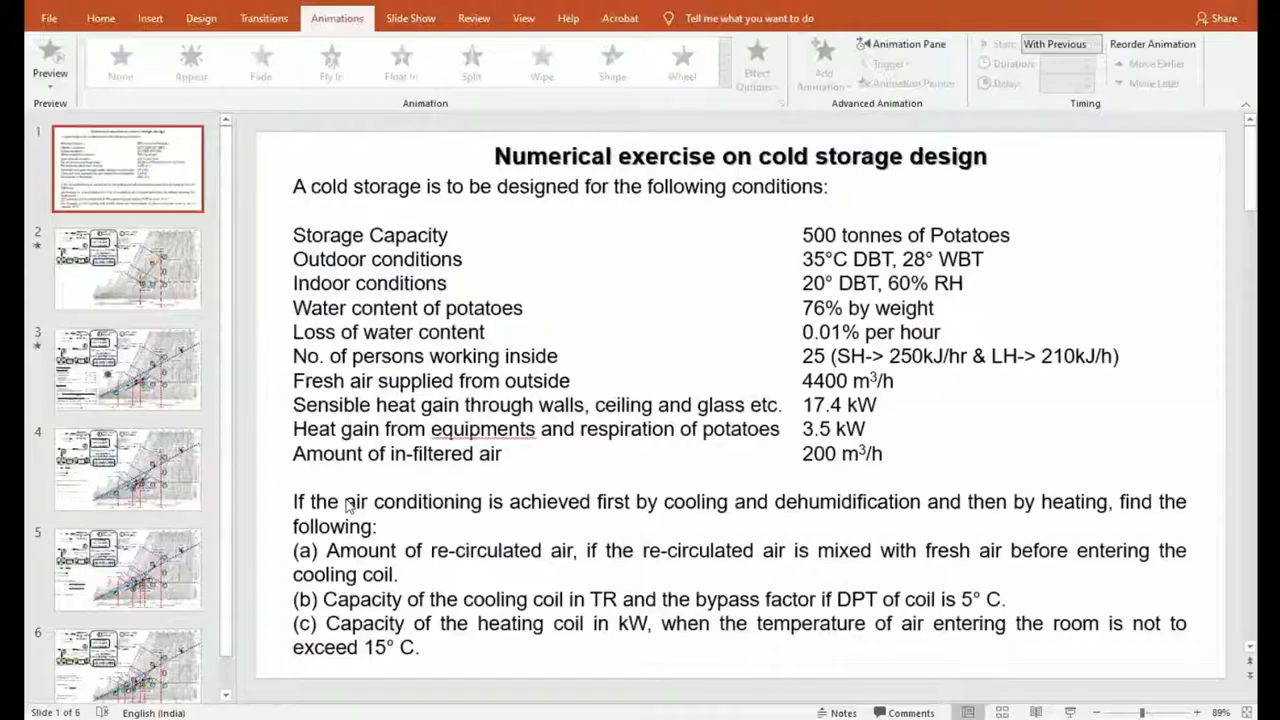 File Home Insert Design Transitions Animations Slide Show Review View Help Acrobat Tell me what you want to do Share
Preview
None Appear Fade Fly In Float In Split Wipe Shape Wheel
Effect Options
Add Animation
Animation Pane
Trigger
Animation Painter
Start: With Previous
Duration:
Delay:
Reorder Animation
Move Earlier
Move Later
Preview Animation Advanced Animation Timing
1
2
3
4
5
6
Numerical exercise on cold storage design
A cold storage is to be designed for the following conditions:
Storage Capacity 500 tonnes of Potatoes
Outdoor conditions 35°C DBT, 28° WBT
Indoor conditions 20° DBT, 60% RH
Water content of potatoes 76% by weight
Loss of water content 0.01% per hour
No. of persons working inside 25 (SH-> 250kJ/hr & LH-> 210kJ/h)
Fresh air supplied from outside 4400 m³/h
Sensible heat gain through walls, ceiling and glass etc. 17.4 kW
Heat gain from equipments and respiration of potatoes 3.5 kW
Amount of in-filtered air 200 m³/h
If the air conditioning is achieved first by cooling and dehumidification and then by heating, find the
following:
(a) Amount of re-circulated air, if the re-circulated air is mixed with fresh air before entering the
cooling coil.
(b) Capacity of the cooling coil in TR and the bypass factor if DPT of coil is 5° C.
(c) Capacity of the heating coil in kW, when the temperature of air entering the room is not to
exceed 15° C.
Slide 1 of 6 English (India) Notes Comments 89%